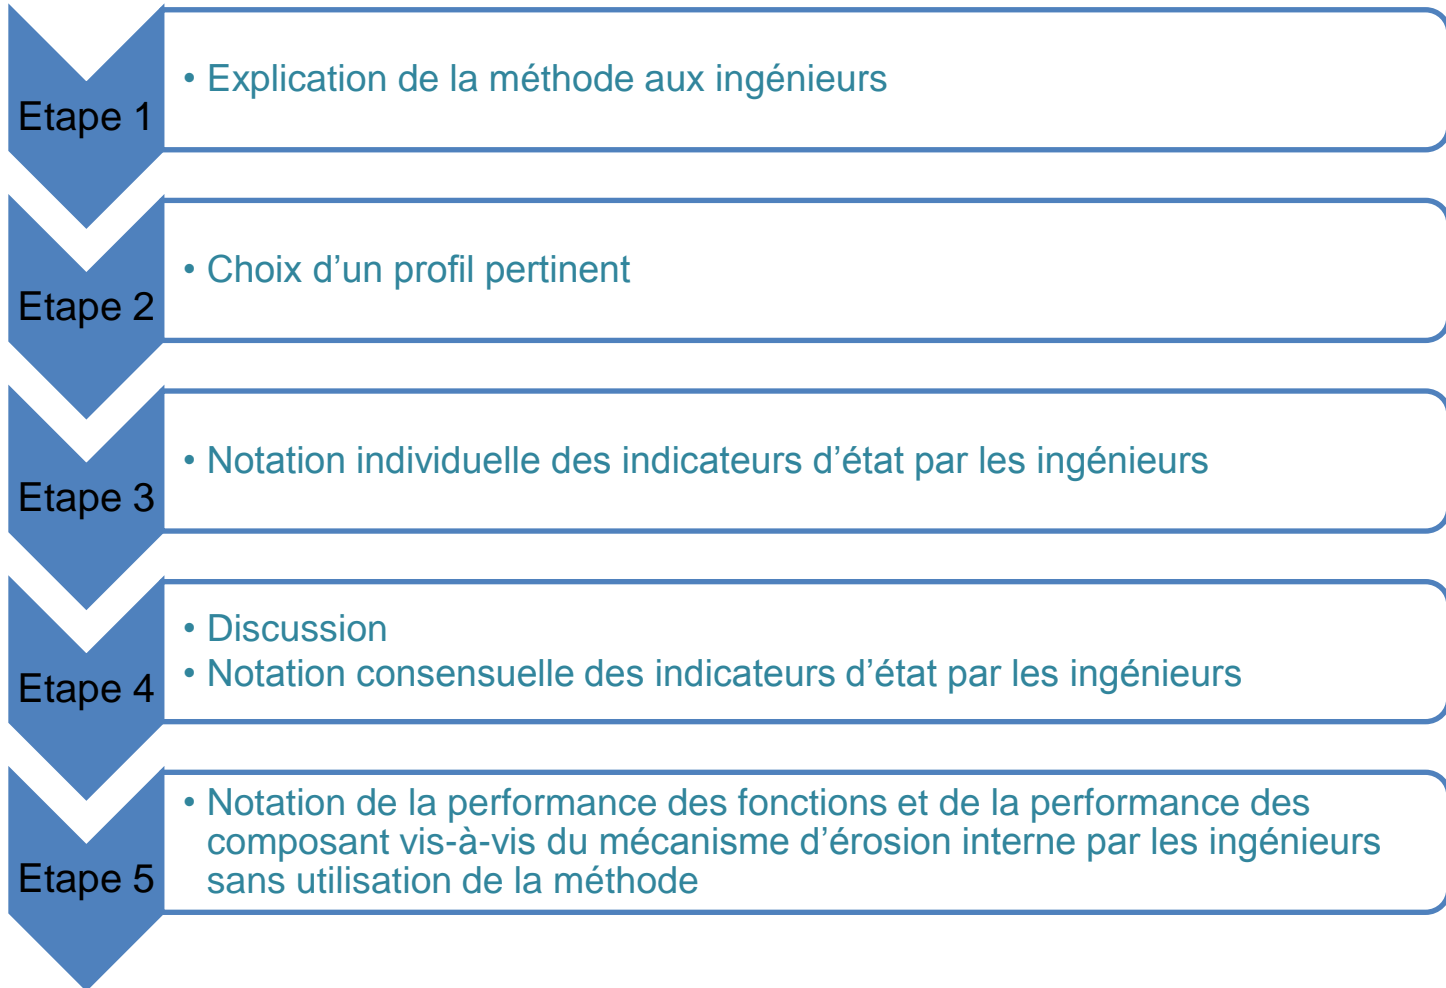 Etape 1
• Explication de la méthode aux ingénieurs
Etape 2
• Choix d’un profil pertinent
Etape 3
• Notation individuelle des indicateurs d’état par les ingénieurs
Etape 4
• Discussion
• Notation consensuelle des indicateurs d’état par les ingénieurs
Etape 5
• Notation de la performance des fonctions et de la performance des
composant vis-à-vis du mécanisme d’érosion interne par les ingénieurs
sans utilisation de la méthode